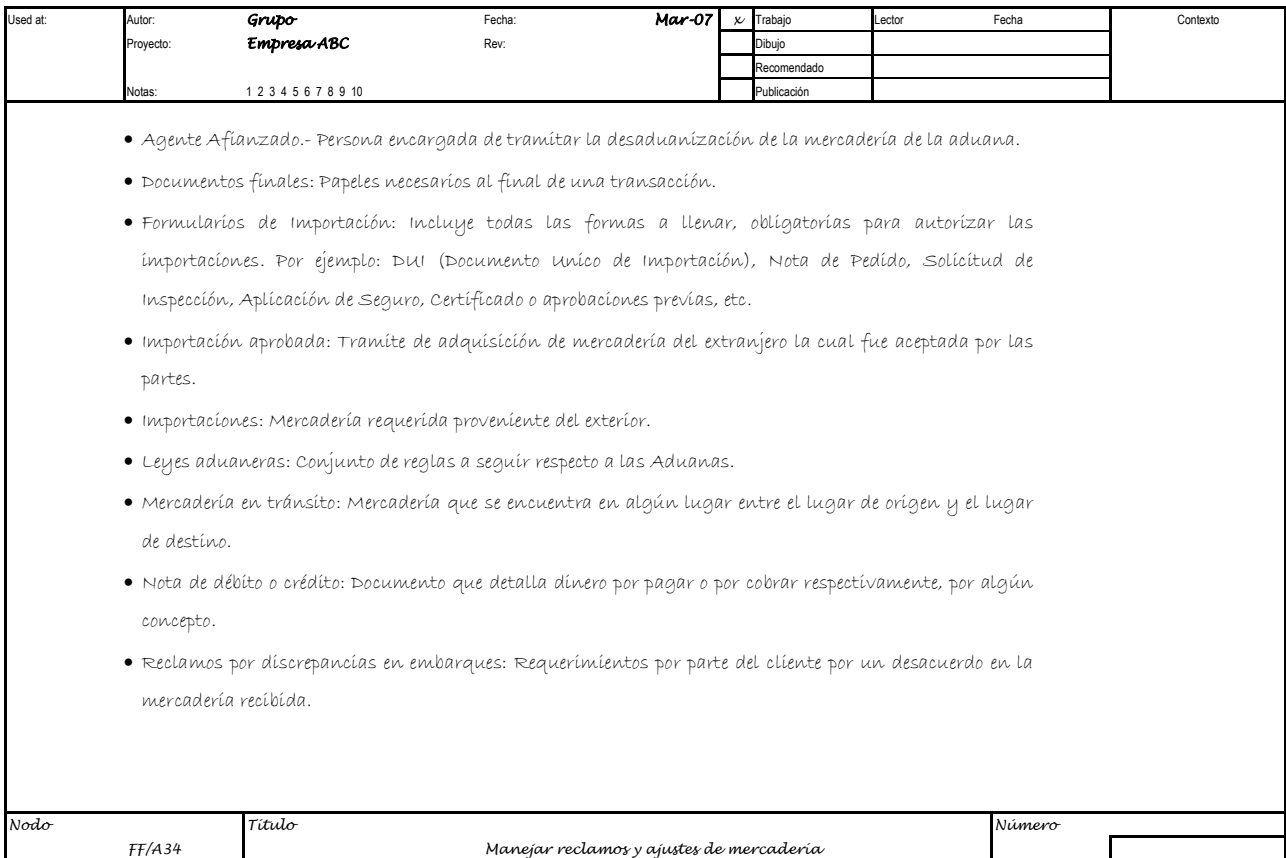 Used at: Autor: Grupo Fecha: Mar-07 x Trabajo Lector Fecha Contexto
Proyecto: Empresa ABC Rev: Dibujo
Recomendado
Notas: 1 2 3 4 5 6 7 8 9 10 Publicación
• Agente Afianzado.- Persona encargada de tramitar la desaduanización de la mercadería de la aduana.
• Documentos finales: Papeles necesarios al final de una transacción.
• Formularios de Importación: Incluye todas las formas a llenar, obligatorias para autorizar las
importaciones. Por ejemplo: DUI (Documento Unico de Importación), Nota de Pedido, Solicitud de
Inspección, Aplicación de Seguro, Certificado o aprobaciones previas, etc.
• Importación aprobada: Tramite de adquisición de mercadería del extranjero la cual fue aceptada por las
partes.
• Importaciones: Mercadería requerida proveniente del exterior.
• Leyes aduaneras: Conjunto de reglas a seguir respecto a las Aduanas.
• Mercadería en tránsito: Mercadería que se encuentra en algún lugar entre el lugar de origen y el lugar
de destino.
• Nota de débito o crédito: Documento que detalla dinero por pagar o por cobrar respectivamente, por algún
concepto.
• Reclamos por discrepancias en embarques: Requerimientos por parte del cliente por un desacuerdo en la
mercadería recibida.
Nodo Título Número
FF/A34 Manejar reclamos y ajustes de mercadería